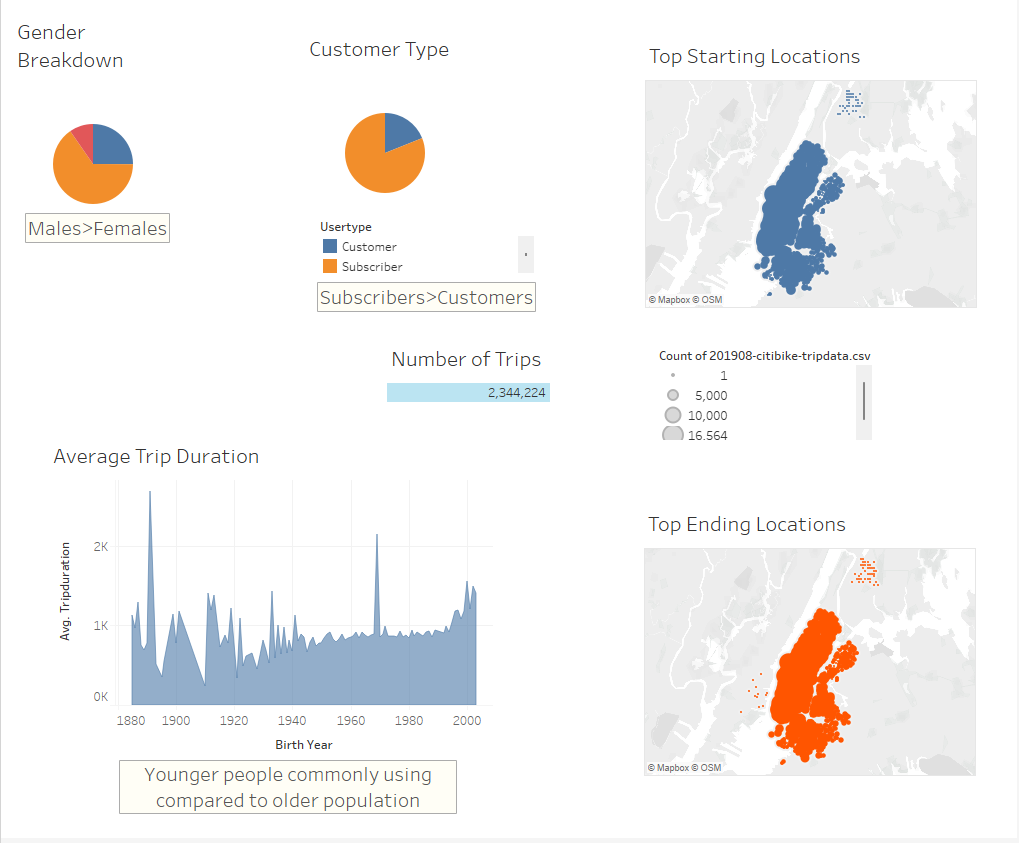 Gender
Breakdown
Males>Females
Customer Type
Usertype
Customer
Subscriber
Subscribers>Customers
Number of Trips
2,344,224
Top Starting Locations
© Mapbox © OSM
Count of 201908-citibike-tripdata.csv
1
5,000
10,000
16,564
Average Trip Duration
Avg. Tripduration
2K
1K
0K
1880 1900 1920 1940 1960 1980 2000
Birth Year
Younger people commonly using
compared to older population
Top Ending Locations
© Mapbox © OSM